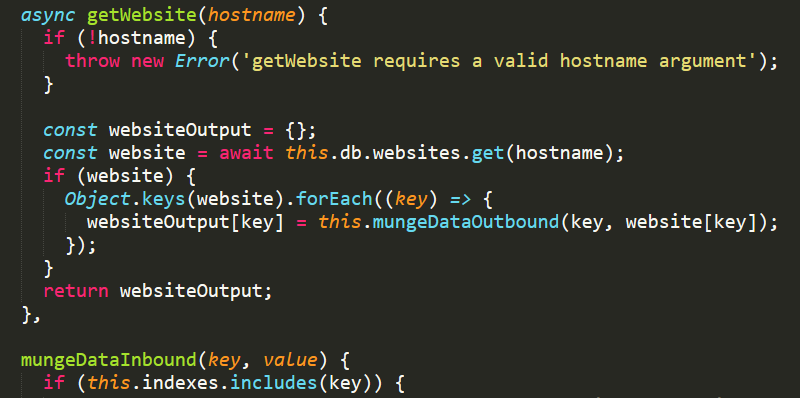 async getWebsite(hostname) {
  if (!hostname) {
    throw new Error('getWebsite requires a valid hostname argument');
  }

  const websiteOutput = {};
  const website = await this.db.websites.get(hostname);
  if (website) {
    Object.keys(website).forEach((key) => {
      websiteOutput[key] = this.mungeDataOutbound(key, website[key]);
    });
  }
  return websiteOutput;
},

mungeDataInbound(key, value) {
  if (this.indexes.includes(key)) {